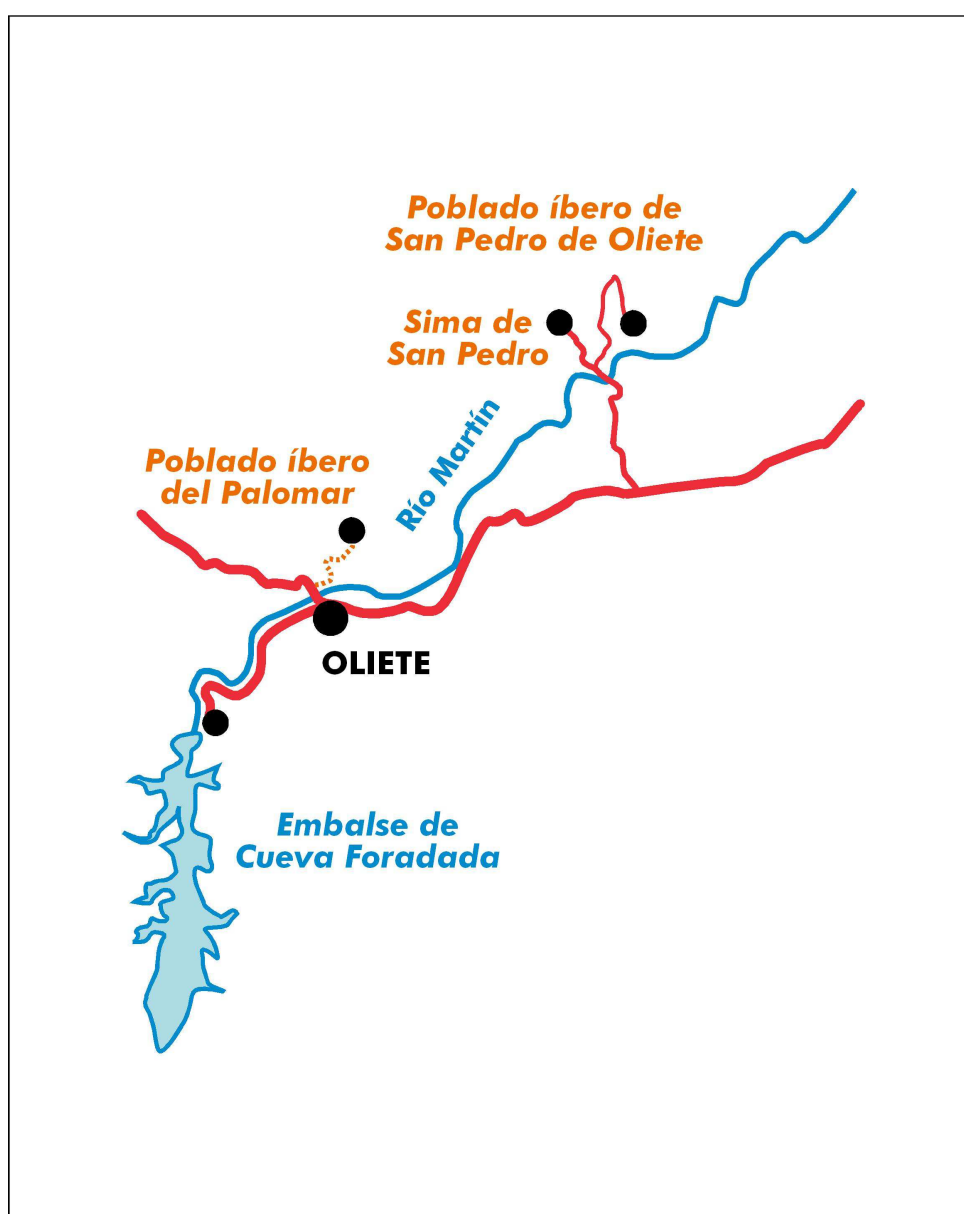 Poblado íbero de
San Pedro de Oliete
Sima de
San Pedro
Río Martín
Poblado íbero
del Palomar
OLIETE
Embalse de
Cueva Foradada